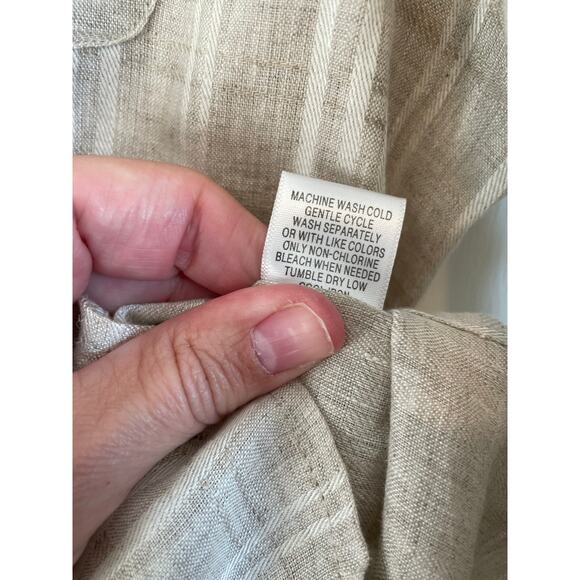 MACHINE WASH COLD
GENTLE CYCLE
WASH SEPARATELY
OR WITH LIKE COLORS
ONLY NON-CHLORINE
BLEACH WHEN NEEDED
TUMBLE DRY LOW